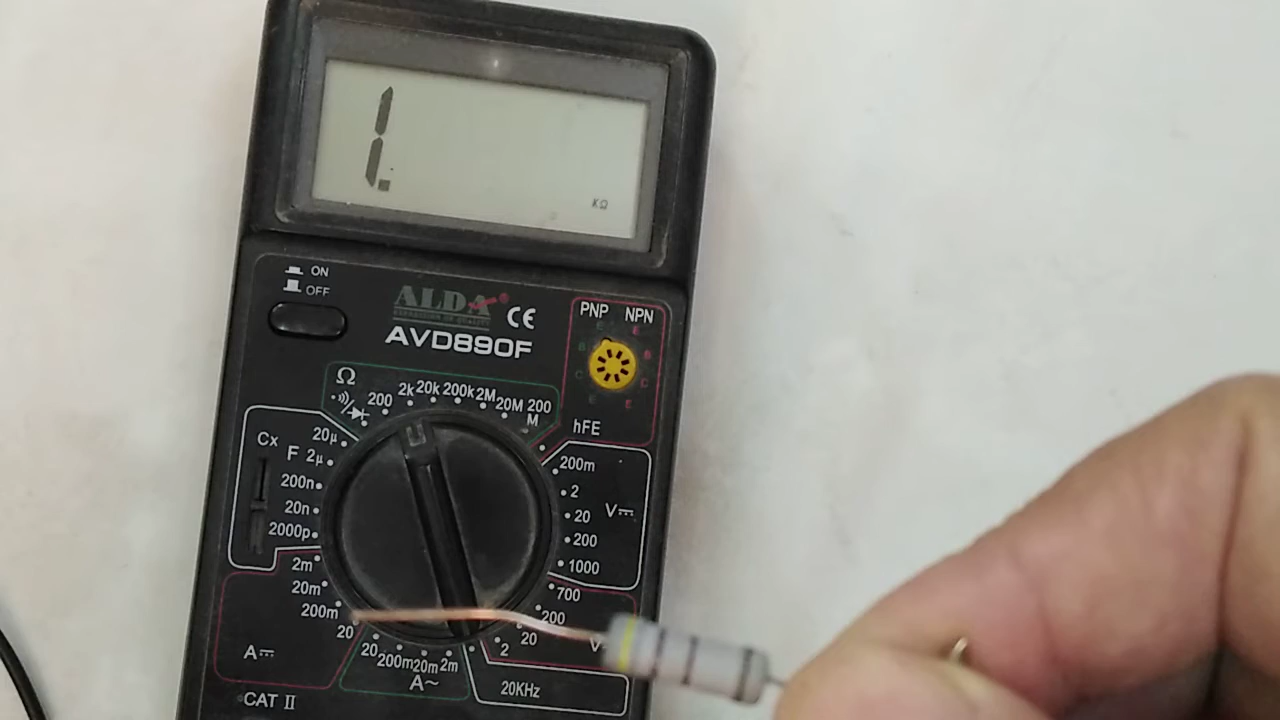 1.
KΩ
ON
OFF
ALDA
CE
AVD890F
PNP NPN
E E
B B
C C
E E
hFE
Ω
200 2k 20k 200k 2M 20M 200M
Cx
F
20µ
2µ
200n
20n
2000p
200m
2
20
200
1000
V
2m
20m
200m
20
A
700
200
20
2
V
20 200m 20m 2m
A~
20KHz
CAT II